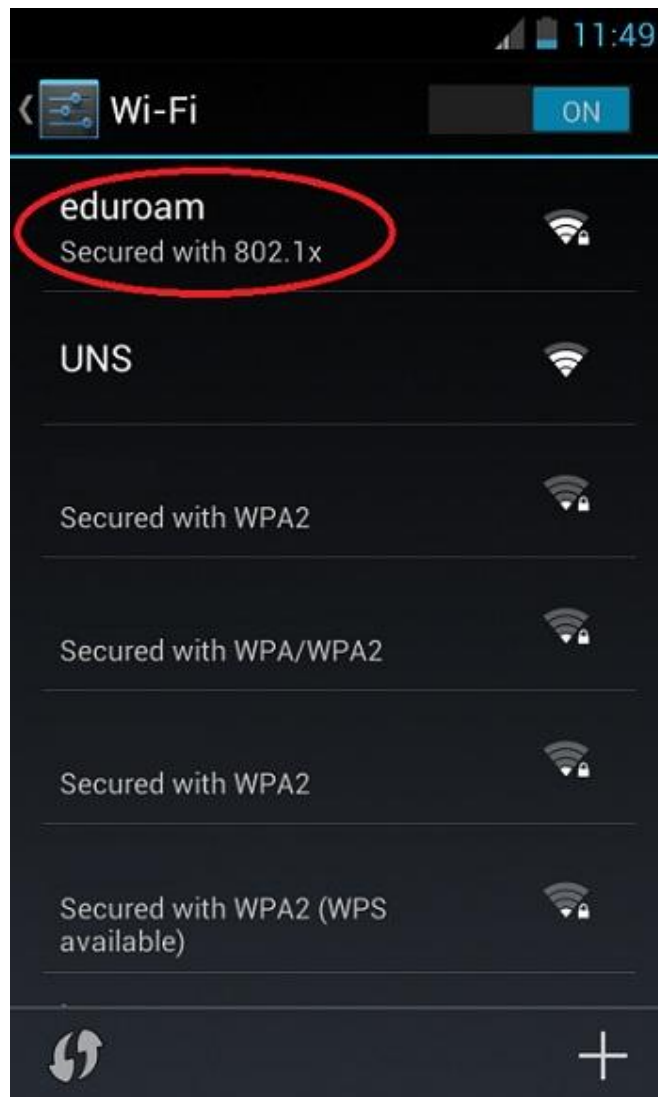 11:49
Wi-Fi
ON
eduroam
Secured with 802.1x
UNS
Secured with WPA2
Secured with WPA/WPA2
Secured with WPA2
Secured with WPA2 (WPS
available)